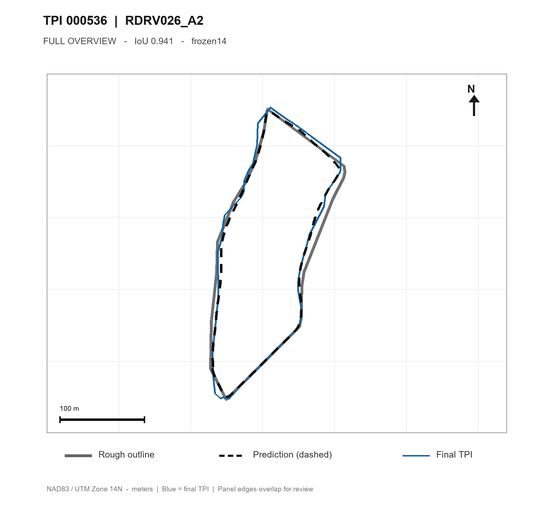 TPI 000536 | RDRV026_A2
FULL OVERVIEW - IoU 0.941 - frozen14
N
100 m
Rough outline Prediction (dashed) Final TPI
NAD83 / UTM Zone 14N - meters | Blue = final TPI | Panel edges overlap for review